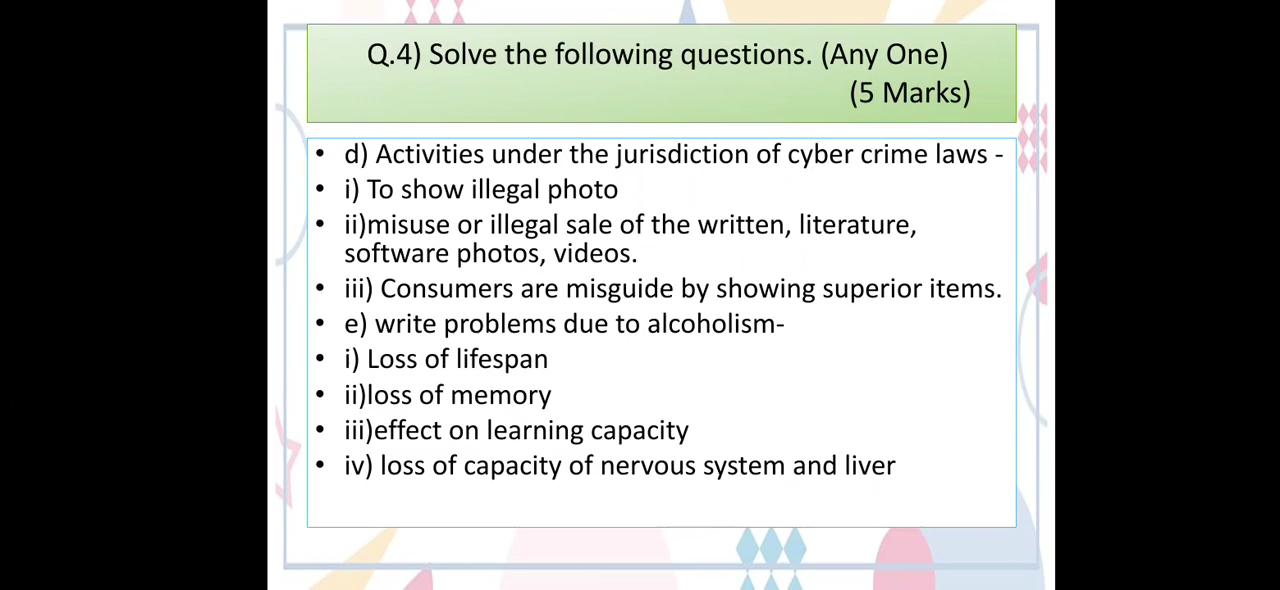 Q.4) Solve the following questions. (Any One)
(5 Marks)
• d) Activities under the jurisdiction of cyber crime laws -
• i) To show illegal photo
• ii)misuse or illegal sale of the written, literature,
software photos, videos.
• iii) Consumers are misguide by showing superior items.
• e) write problems due to alcoholism-
• i) Loss of lifespan
• ii)loss of memory
• iii)effect on learning capacity
• iv) loss of capacity of nervous system and liver